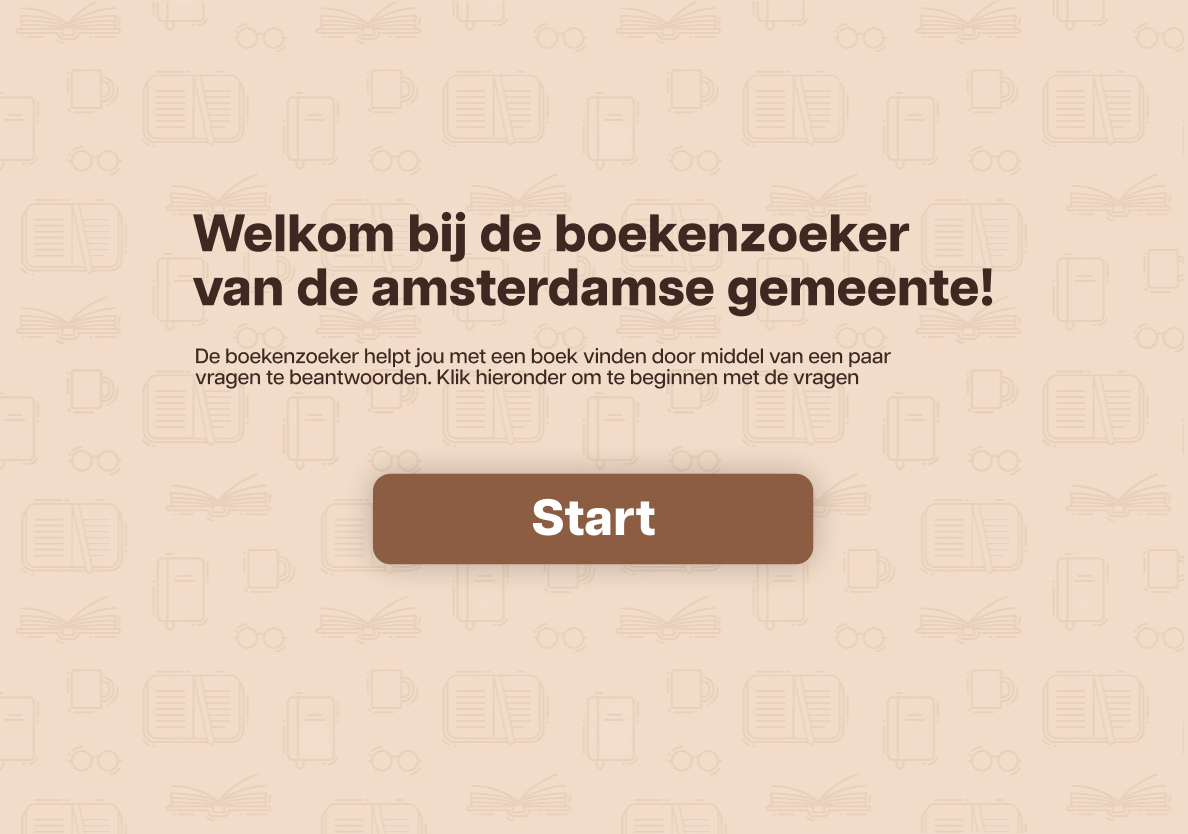 Welkom bij de boekenzoeker
van de amsterdamse gemeente!
De boekenzoeker helpt jou met een boek vinden door middel van een paar
vragen te beantwoorden. Klik hieronder om te beginnen met de vragen
Start